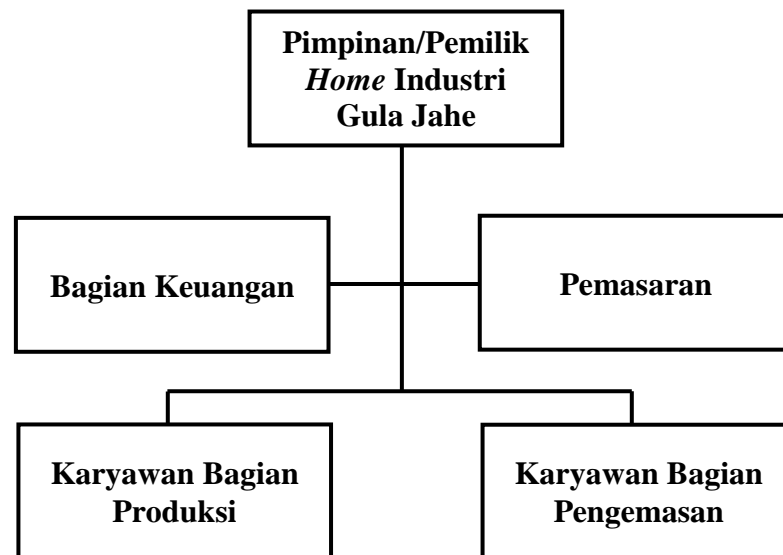 Pimpinan/Pemilik
Home Industri
Gula Jahe
Bagian Keuangan
Pemasaran
Karyawan Bagian
Produksi
Karyawan Bagian
Pengemasan